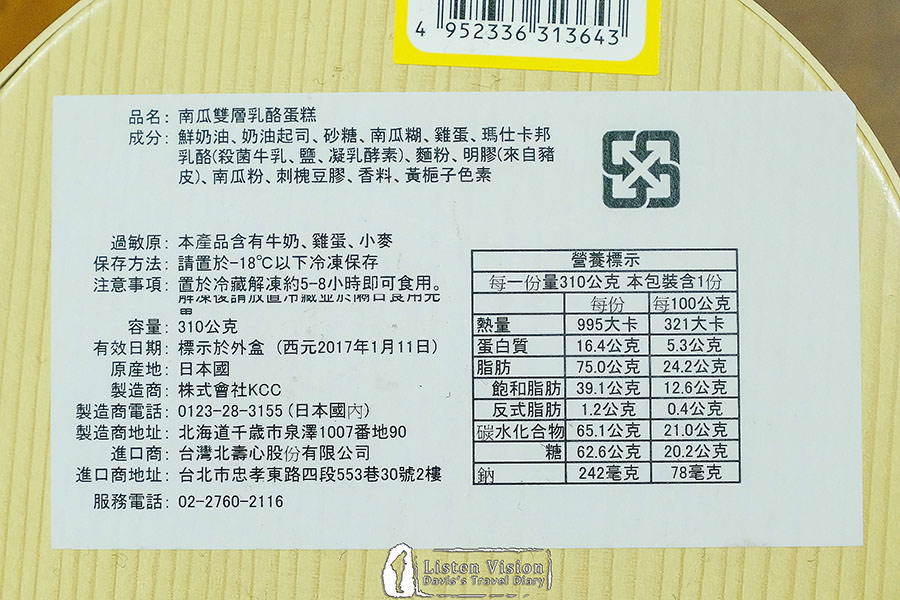 4 952336 313643
品名: 南瓜雙層乳酪蛋糕
成分: 鮮奶油、奶油起司、砂糖、南瓜糊、雞蛋、瑪仕卡邦
乳酪(殺菌牛乳、鹽、凝乳酵素)、麵粉、明膠(來自豬
皮)、南瓜粉、刺槐豆膠、香料、黃梔子色素
過敏原: 本產品含有牛奶、雞蛋、小麥
保存方法: 請置於-18℃以下冷凍保存
注意事項: 置於冷藏解凍約5-8小時即可食用。
解凍後請放置冷藏並於隔日食用完
畢
容量: 310公克
有效日期: 標示於外盒 (西元2017年1月11日)
原產地: 日本國
製造商: 株式會社KCC
製造商電話: 0123-28-3155 (日本國內)
製造商地址: 北海道千歲市泉澤1007番地90
進口商: 台灣北壽心股份有限公司
進口商地址: 台北市忠孝東路四段553巷30號2樓
服務電話: 02-2760-2116
營養標示
每一份量310公克 本包裝含1份
每份 每100公克
熱量 995大卡 321大卡
蛋白質 16.4公克 5.3公克
脂肪 75.0公克 24.2公克
飽和脂肪 39.1公克 12.6公克
反式脂肪 1.2公克 0.4公克
碳水化合物 65.1公克 21.0公克
糖 62.6公克 20.2公克
鈉 242毫克 78毫克
Listen Vision
Davis's Travel Diary